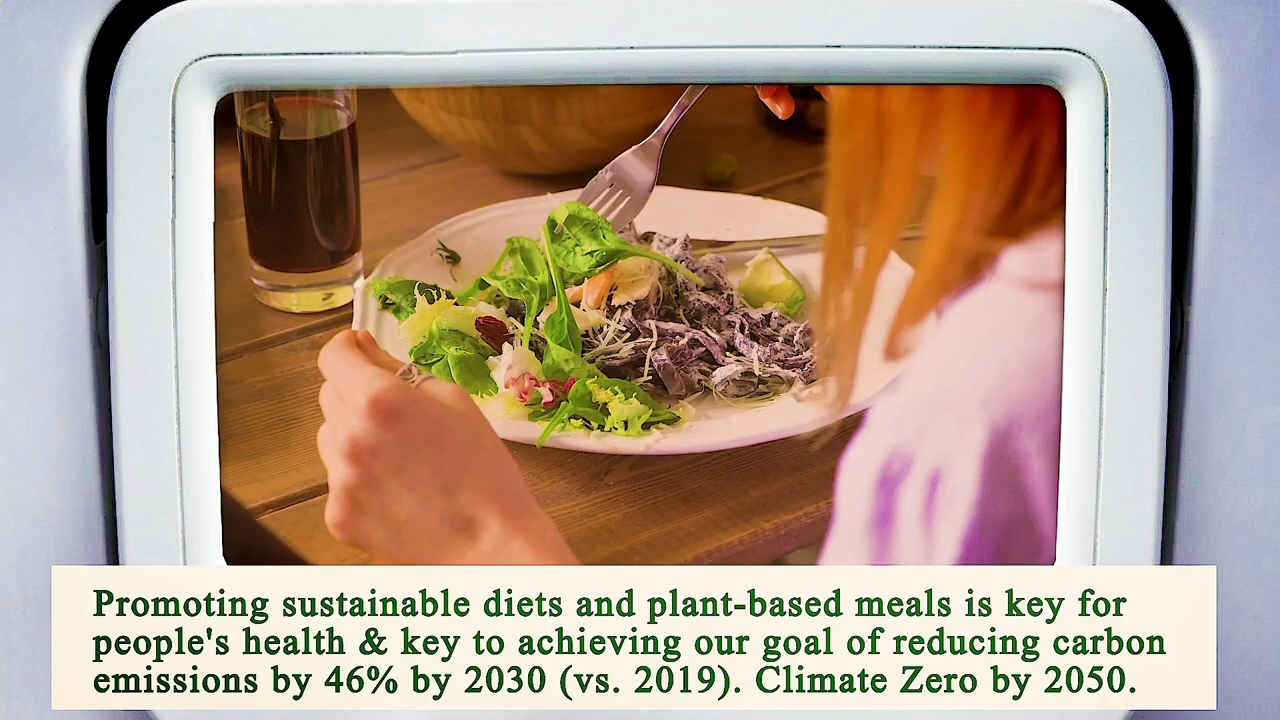 Promoting sustainable diets and plant-based meals is key for
people's health & key to achieving our goal of reducing carbon
emissions by 46% by 2030 (vs. 2019). Climate Zero by 2050.